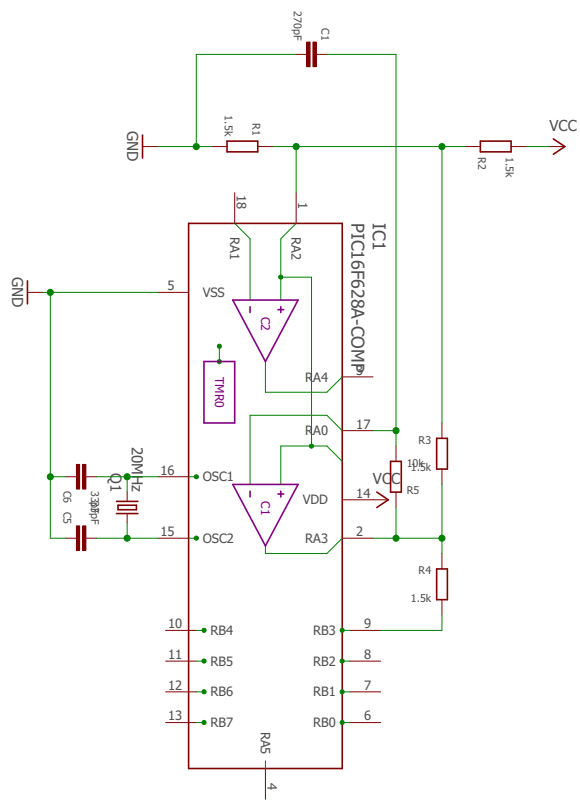 C1
270pF
R1
1.5k
GND
VCC
R2
1.5k
18
1
IC1
PIC16F628A-COMP
RA1
RA2
GND
5
VSS
-
+
C2
TMR0
RA4
RA0
17
R3
1.5k
10k
R5
20MHz
Q1
16
OSC1
-
+
C1
VDD
14
VCC
C6
C5
15
OSC2
RA3
2
R4
1.5k
10
RB4
RB3
9
11
RB5
RB2
8
12
RB6
RB1
7
13
RB7
RB0
6
RA5
4